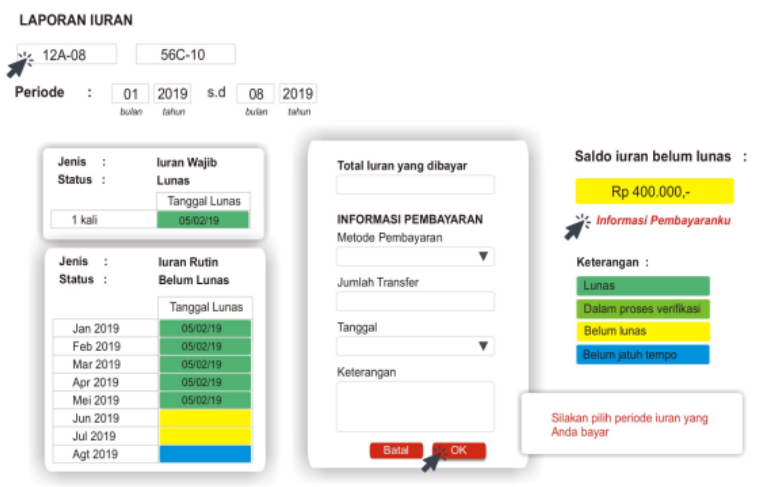 LAPORAN IURAN
12A-08 56C-10
Periode : 01 2019 s.d 08 2019
bulan tahun bulan tahun
Jenis : Iuran Wajib
Status : Lunas
Tanggal Lunas
1 kali 05/02/19
Jenis : Iuran Rutin
Status : Belum Lunas
Tanggal Lunas
Jan 2019 05/02/19
Feb 2019 05/02/19
Mar 2019 05/02/19
Apr 2019 05/02/19
Mei 2019 05/02/19
Jun 2019
Jul 2019
Agt 2019
Total Iuran yang dibayar
INFORMASI PEMBAYARAN
Metode Pembayaran
Jumlah Transfer
Tanggal
Keterangan
Batal OK
Saldo iuran belum lunas :
Rp 400.000,-
Informasi Pembayaranku
Keterangan :
Lunas
Dalam proses verifikasi
Belum lunas
Belum jatuh tempo
Silakan pilih periode iuran yang
Anda bayar